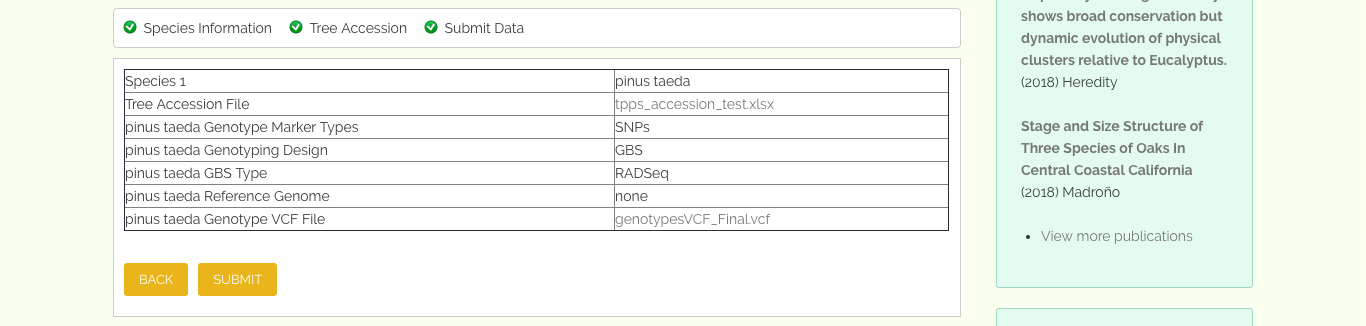 Species Information Tree Accession Submit Data
Species 1 pinus taeda
Tree Accession File tpps_accession_test.xlsx
pinus taeda Genotype Marker Types SNPs
pinus taeda Genotyping Design GBS
pinus taeda GBS Type RADSeq
pinus taeda Reference Genome none
pinus taeda Genotype VCF File genotypesVCF_Final.vcf
BACK SUBMIT
shows broad conservation but
dynamic evolution of physical
clusters relative to Eucalyptus.
(2018) Heredity
Stage and Size Structure of
Three Species of Oaks In
Central Coastal California
(2018) Madroño
• View more publications